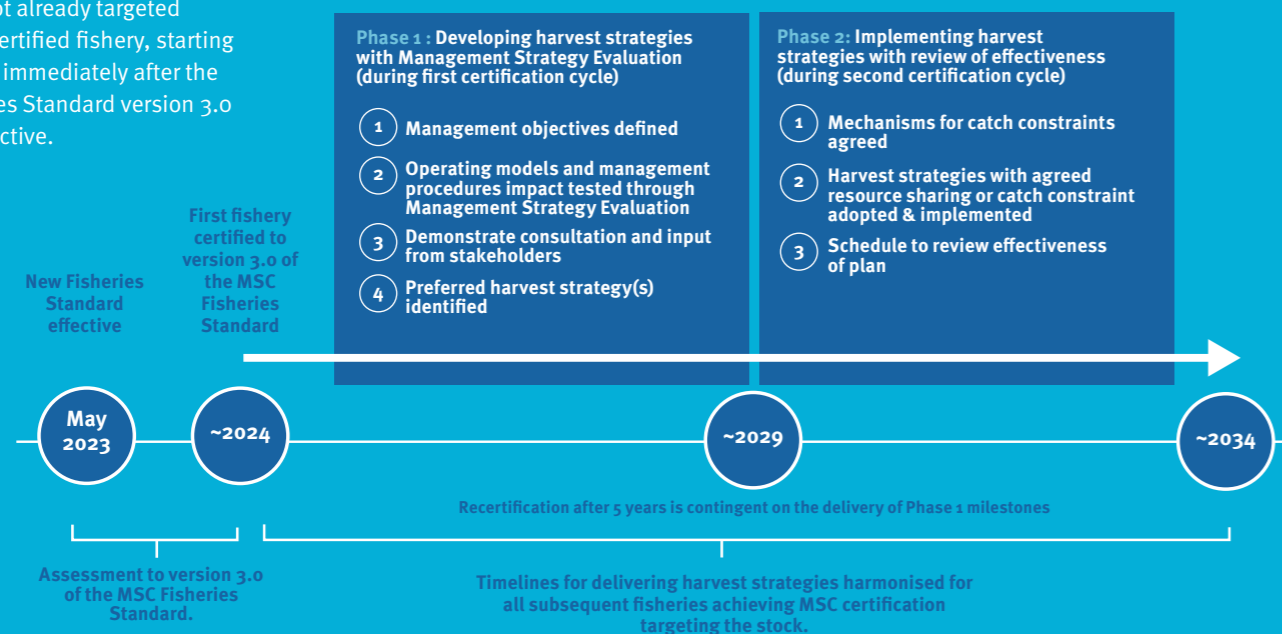 ot already targeted
ertified fishery, starting
immediately after the
es Standard version 3.0
ctive.
Phase 1 : Developing harvest strategies
with Management Strategy Evaluation
(during first certification cycle)
1 Management objectives defined
2 Operating models and management
procedures impact tested through
Management Strategy Evaluation
3 Demonstrate consultation and input
from stakeholders
4 Preferred harvest strategy(s)
identified
Phase 2: Implementing harvest
strategies with review of effectiveness
(during second certification cycle)
1 Mechanisms for catch constraints
agreed
2 Harvest strategies with agreed
resource sharing or catch constraint
adopted & implemented
3 Schedule to review effectiveness
of plan
New Fisheries
Standard
effective
First fishery
certified to
version 3.0 of
the MSC
Fisheries
Standard
May
2023
~2024
~2029
~2034
Recertification after 5 years is contingent on the delivery of Phase 1 milestones
Assessment to version 3.0
of the MSC Fisheries
Standard.
Timelines for delivering harvest strategies harmonised for
all subsequent fisheries achieving MSC certification
targeting the stock.